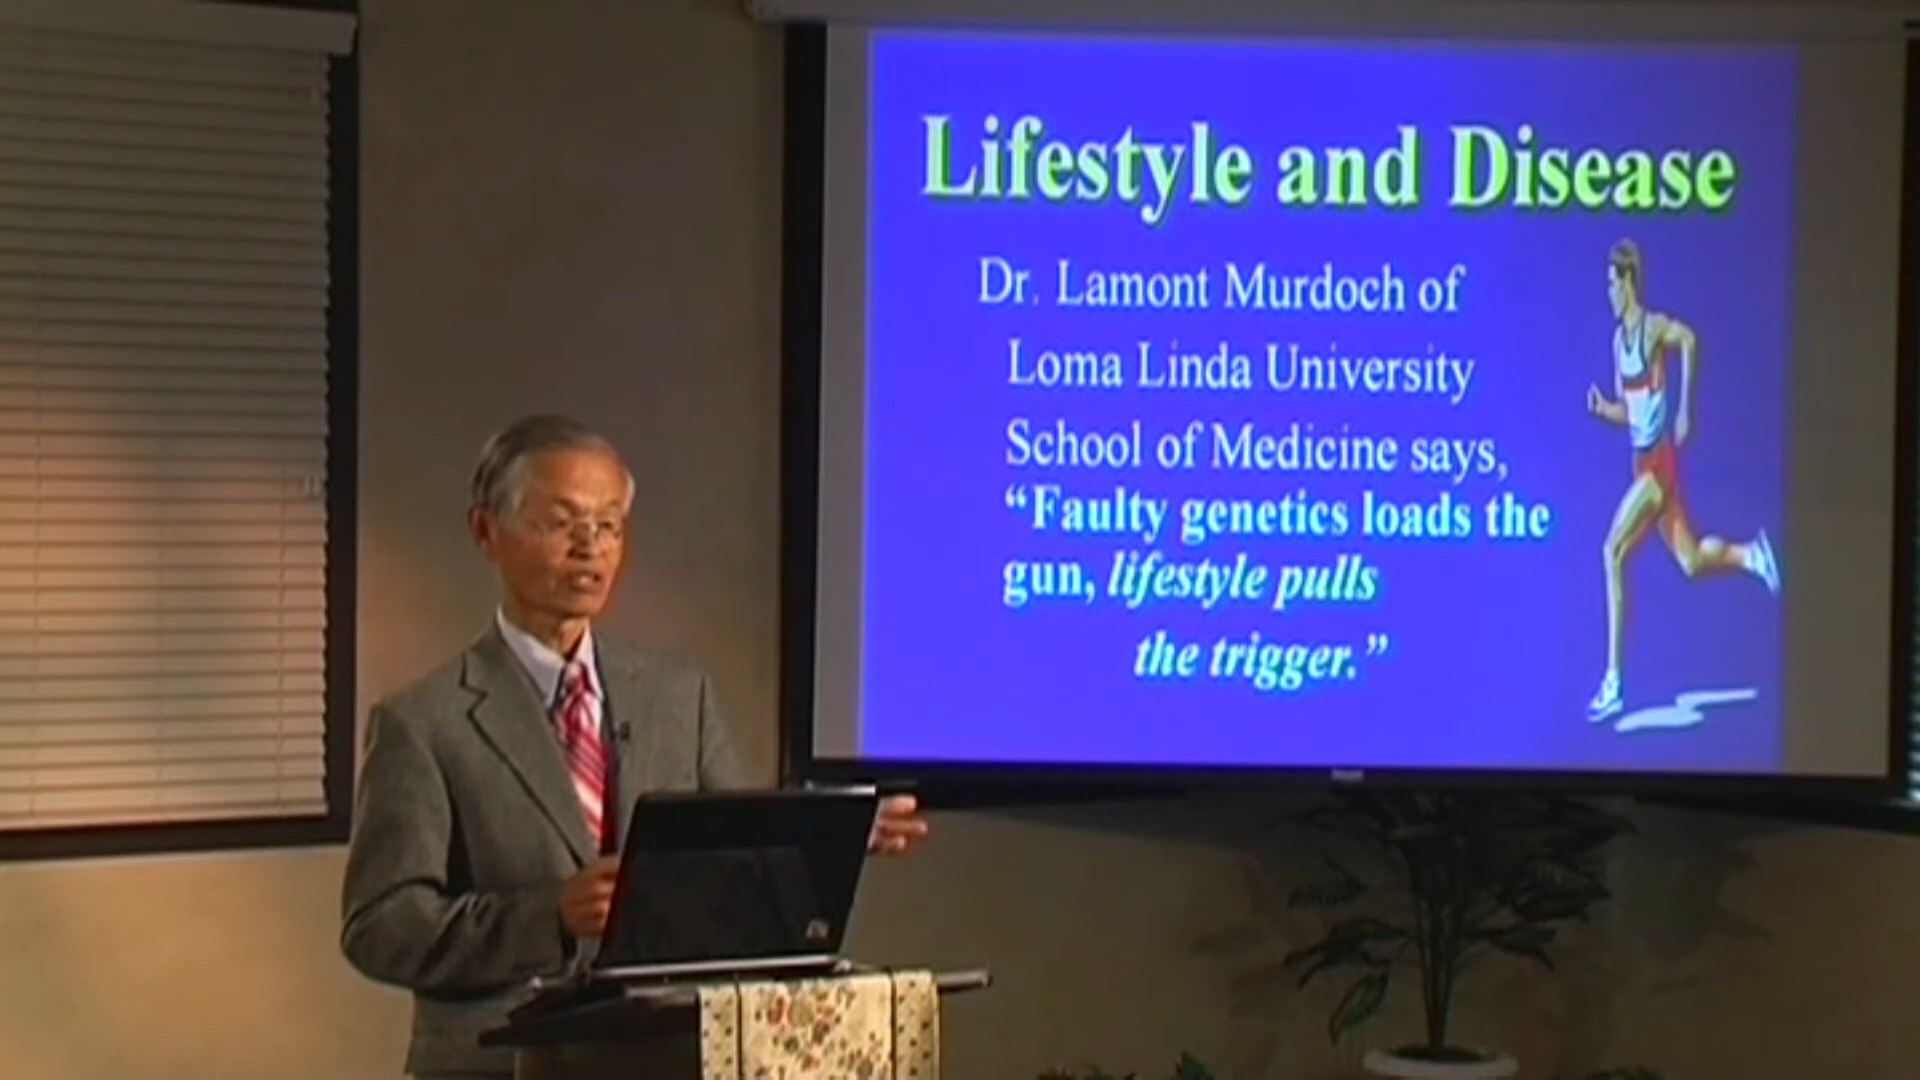 Lifestyle and Disease
Dr. Lamont Murdoch of
Loma Linda University
School of Medicine says,
“Faulty genetics loads the
gun, lifestyle pulls
the trigger.”